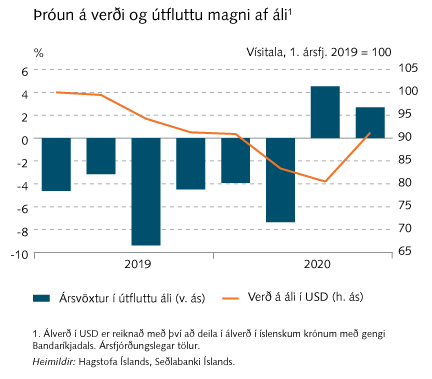 Þróun á verði og útfluttu magni af áli¹
% Vísitala, 1. ársfj. 2019 = 100
6 105
4 100
2 95
0 90
-2 85
-4 80
-6 75
-8 70
-10 65
2019 2020
Ársvöxtur í útfluttu áli (v. ás) Verð á áli í USD (h. ás)
1. Álverð í USD er reiknað með því að deila í álverð í íslenskum krónum með gengi
Bandaríkjadals. Ársfjórðungslegar tölur.
Heimildir: Hagstofa Íslands, Seðlabanki Íslands.